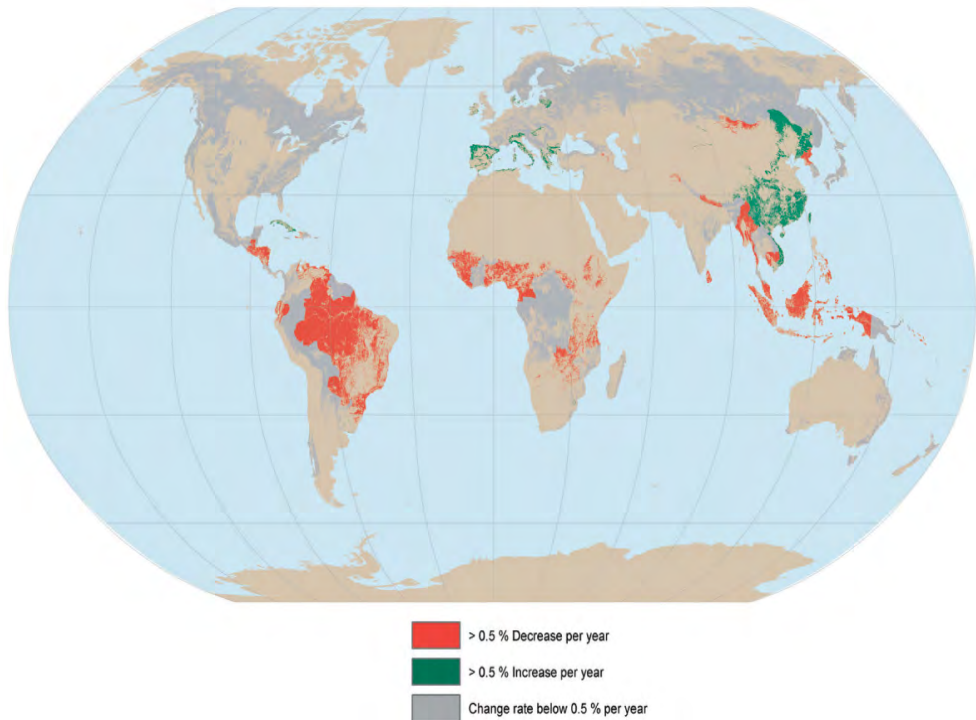 > 0.5 % Decrease per year
> 0.5 % Increase per year
Change rate below 0.5 % per year